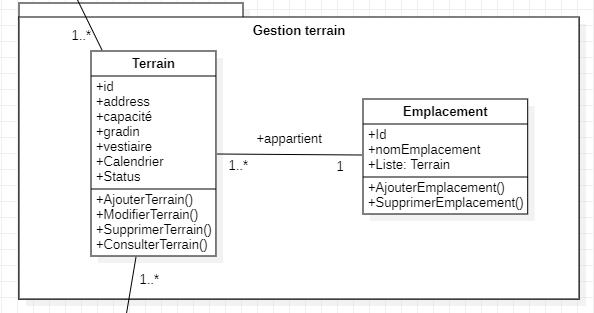 Gestion terrain
1..*
Terrain
+id
+address
+capacité
+gradin
+vestiaire
+Calendrier
+Status
+AjouterTerrain()
+ModifierTerrain()
+SupprimerTerrain()
+ConsulterTerrain()
+appartient
1..*
1
Emplacement
+Id
+nomEmplacement
+Liste: Terrain
+AjouterEmplacement()
+SupprimerEmplacement()
1..*